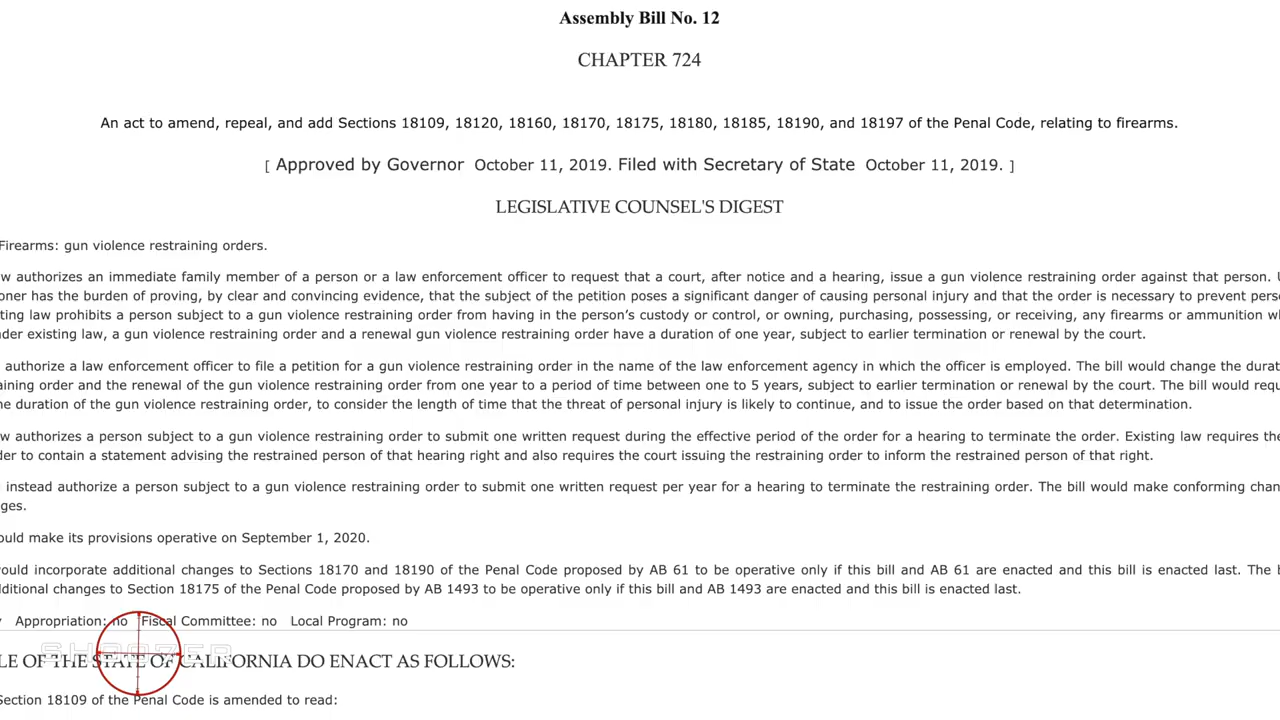 Assembly Bill No. 12
CHAPTER 724
An act to amend, repeal, and add Sections 18109, 18120, 18160, 18170, 18175, 18180, 18185, 18190, and 18197 of the Penal Code, relating to firearms.
[ Approved by Governor October 11, 2019. Filed with Secretary of State October 11, 2019. ]
LEGISLATIVE COUNSEL'S DIGEST
Firearms: gun violence restraining orders.
w authorizes an immediate family member of a person or a law enforcement officer to request that a court, after notice and a hearing, issue a gun violence restraining order against that person.
oner has the burden of proving, by clear and convincing evidence, that the subject of the petition poses a significant danger of causing personal injury and that the order is necessary to prevent pers
ting law prohibits a person subject to a gun violence restraining order from having in the person’s custody or control, or owning, purchasing, possessing, or receiving, any firearms or ammunition wh
der existing law, a gun violence restraining order and a renewal gun violence restraining order have a duration of one year, subject to earlier termination or renewal by the court.
authorize a law enforcement officer to file a petition for a gun violence restraining order in the name of the law enforcement agency in which the officer is employed. The bill would change the durat
aining order and the renewal of the gun violence restraining order from one year to a period of time between one to 5 years, subject to earlier termination or renewal by the court. The bill would requ
he duration of the gun violence restraining order, to consider the length of time that the threat of personal injury is likely to continue, and to issue the order based on that determination.
w authorizes a person subject to a gun violence restraining order to submit one written request during the effective period of the order for a hearing to terminate the order. Existing law requires the
der to contain a statement advising the restrained person of that hearing right and also requires the court issuing the restraining order to inform the restrained person of that right.
instead authorize a person subject to a gun violence restraining order to submit one written request per year for a hearing to terminate the restraining order. The bill would make conforming chan
ges.
ould make its provisions operative on September 1, 2020.
ould incorporate additional changes to Sections 18170 and 18190 of the Penal Code proposed by AB 61 to be operative only if this bill and AB 61 are enacted and this bill is enacted last. The b
ditional changes to Section 18175 of the Penal Code proposed by AB 1493 to be operative only if this bill and AB 1493 are enacted and this bill is enacted last.
Appropriation: no Fiscal Committee: no Local Program: no
LE OF THE STATE OF CALIFORNIA DO ENACT AS FOLLOWS:
Section 18109 of the Penal Code is amended to read: